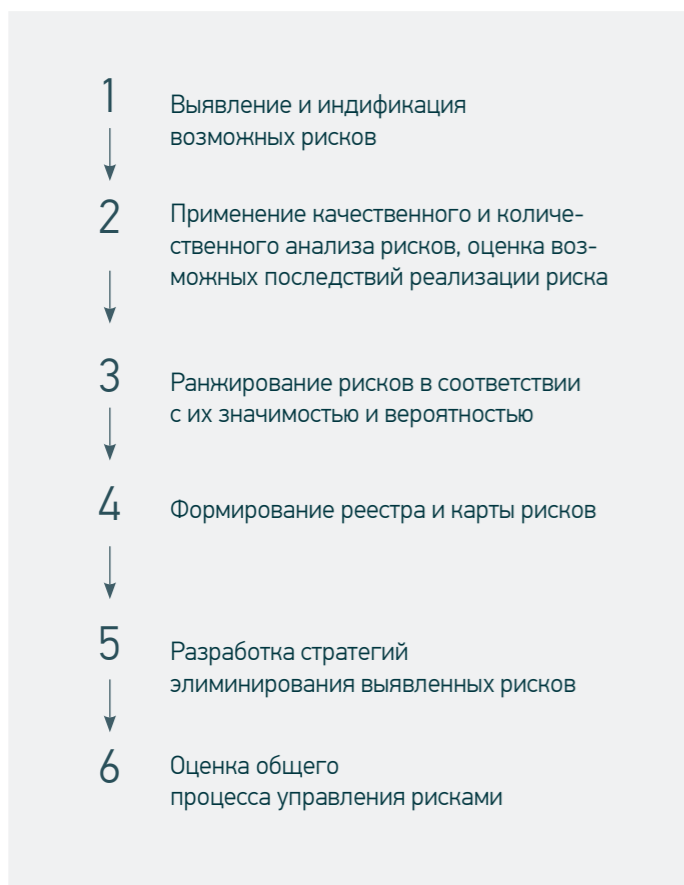 1
Выявление и индификация
возможных рисков
2
Применение качественного и количе-
ственного анализа рисков, оценка воз-
можных последствий реализации риска
3
Ранжирование рисков в соответствии
с их значимостью и вероятностью
4
Формирование реестра и карты рисков
5
Разработка стратегий
элиминирования выявленных рисков
6
Оценка общего
процесса управления рисками